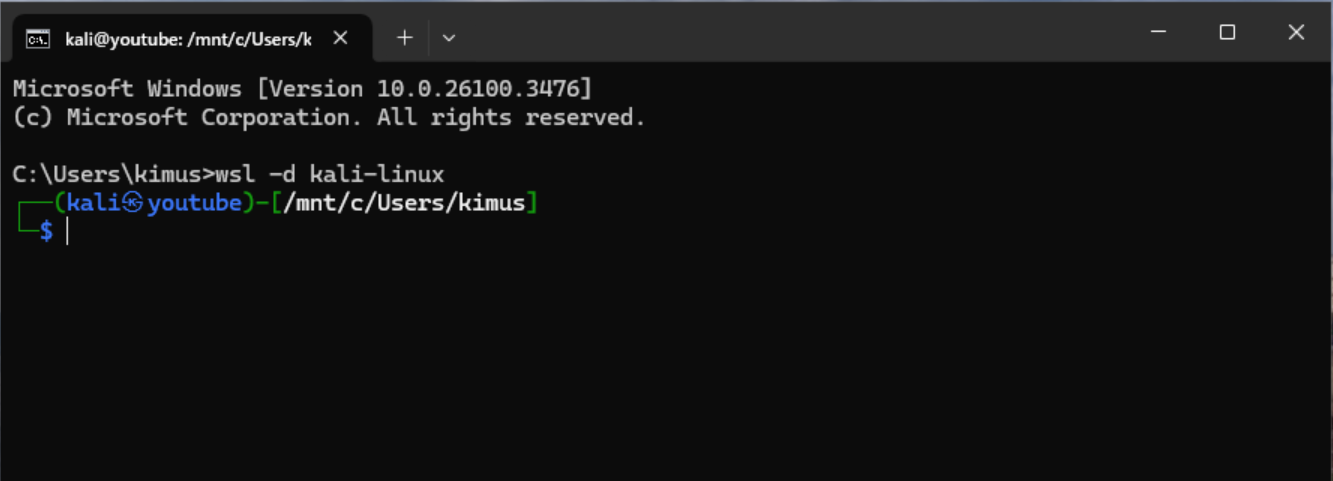 kali@youtube: /mnt/c/Users/k
Microsoft Windows [Version 10.0.26100.3476]
(c) Microsoft Corporation. All rights reserved.
C:\Users\kimus>wsl -d kali-linux
┌──(kali㉿youtube)-[/mnt/c/Users/kimus]
└─$